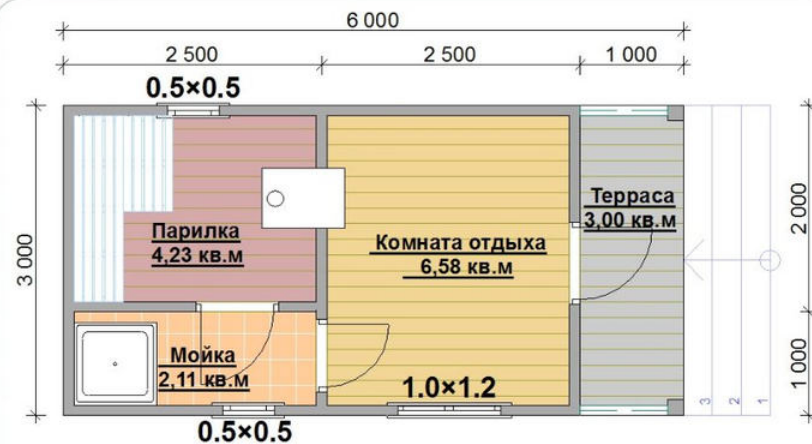 6 000
2 500
2 500
1 000
0.5×0.5
3 000
2 000
Парилка
4,23 кв.м
Комната отдыха
6,58 кв.м
Терраса
3,00 кв.м
Мойка
2,11 кв.м
1.0×1.2
0.5×0.5
1 000
3
2
1